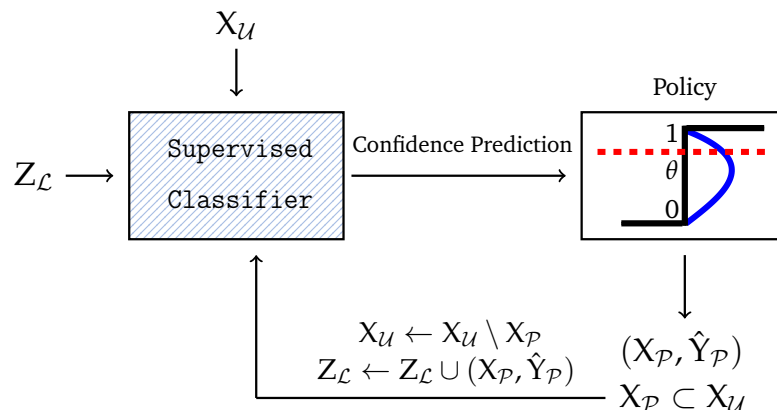 X_𝒰
Policy
Z_ℒ
Supervised
Classifier
Confidence Prediction
1
θ
0
X_𝒰 ← X_𝒰 \ X_𝒫
Z_ℒ ← Z_ℒ ∪ (X_𝒫, Ŷ_𝒫)
(X_𝒫, Ŷ_𝒫)
X_𝒫 ⊂ X_𝒰